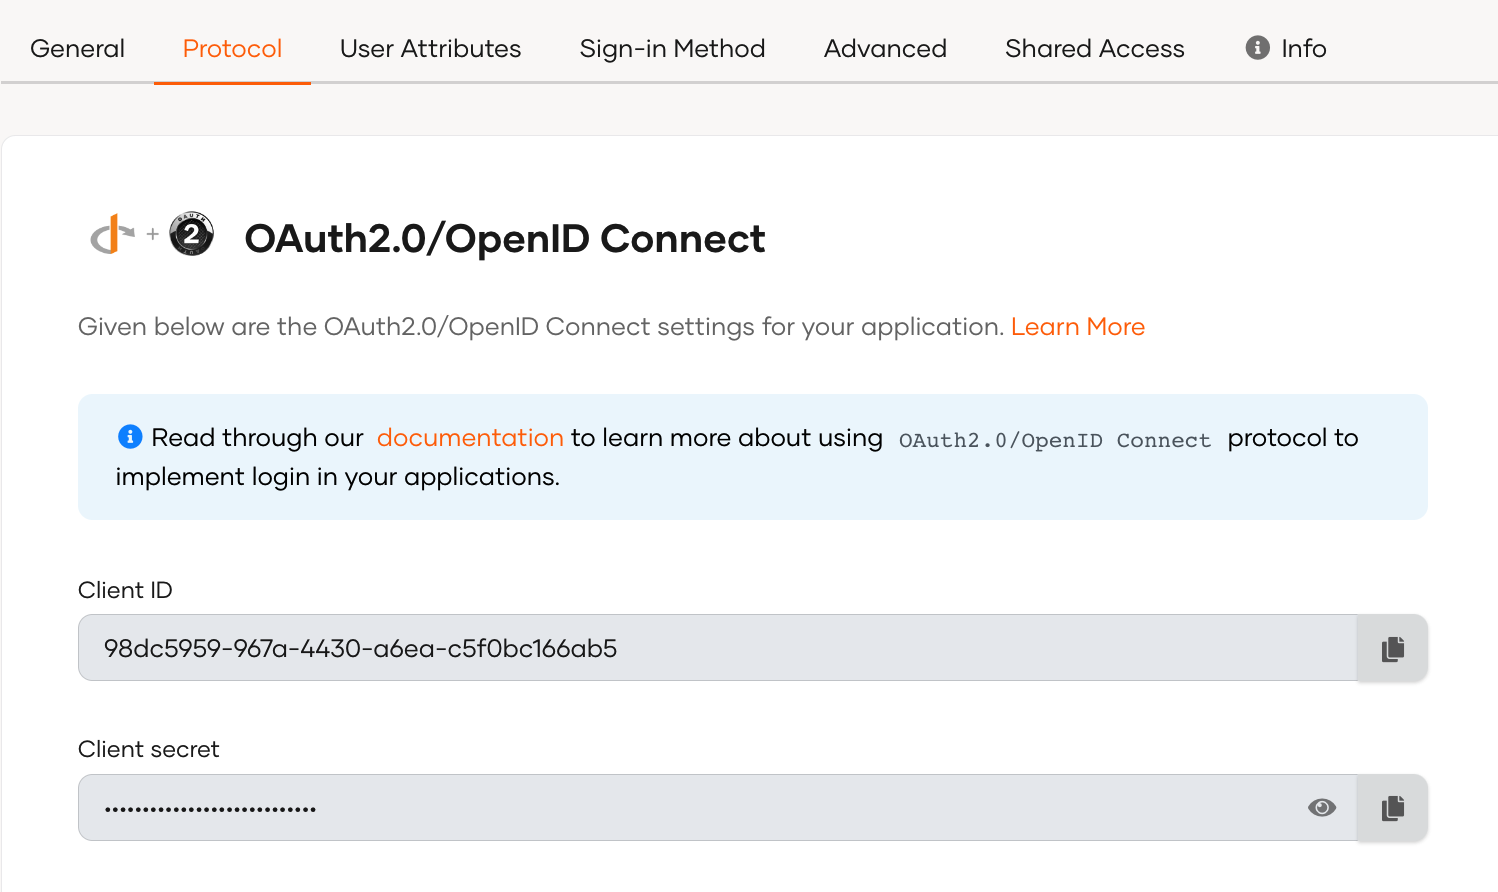 General Protocol User Attributes Sign-in Method Advanced Shared Access Info
+ 2 OAuth2.0/OpenID Connect
Given below are the OAuth2.0/OpenID Connect settings for your application. Learn More
Read through our documentation to learn more about using OAuth2.0/OpenID Connect protocol to
implement login in your applications.
Client ID
98dc5959-967a-4430-a6ea-c5f0bc166ab5
Client secret
••••••••••••••••••••••••••••